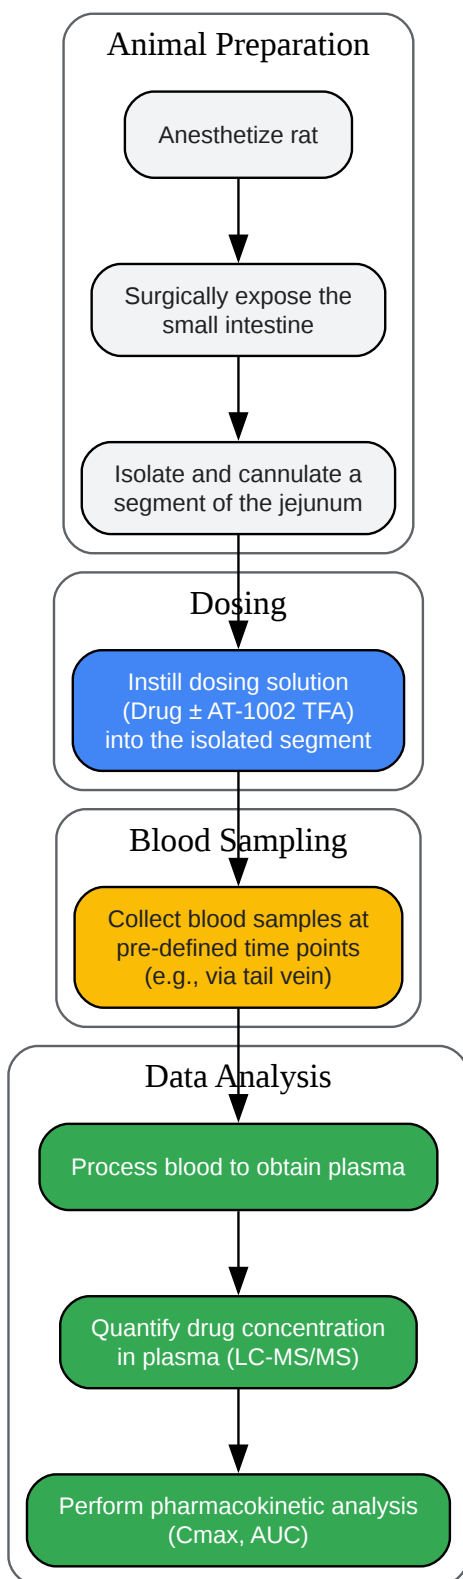 Animal Preparation
Anesthetize rat
Surgically expose the
small intestine
Isolate and cannulate a
segment of the jejunum
Dosing
Instill dosing solution
(Drug ± AT-1002 TFA)
into the isolated segment
Blood Sampling
Collect blood samples at
pre-defined time points
(e.g., via tail vein)
Data Analysis
Process blood to obtain plasma
Quantify drug concentration
in plasma (LC-MS/MS)
Perform pharmacokinetic analysis
(Cmax, AUC)